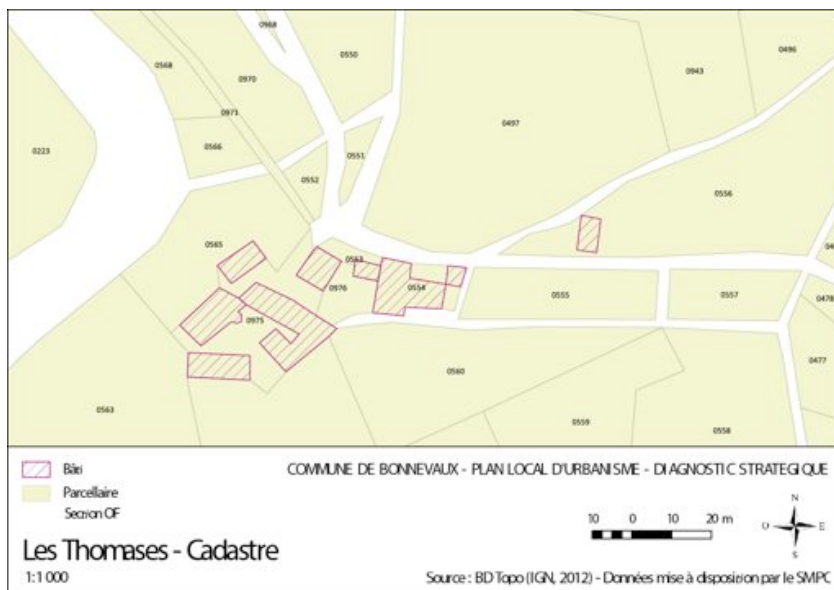 0968
0550
0496
0568
0970
0943
0971
0497
0223
0566
0551
0552
0556
0565
0553
0976
0554
0555
0557
0478
0975
0477
0560
0563
0559
0558
Bâti
COMMUNE DE BONNEVAUX - PLAN LOCAL D'URBANISME - DIAGNOSTIC STRATEGIQUE
Parcellaire
Section OF
N
10 0 10 20 m
O E
S
Les Thomases - Cadastre
1:1 000
Source : BD Topo (IGN, 2012) - Données mise à disposition par le SMPC